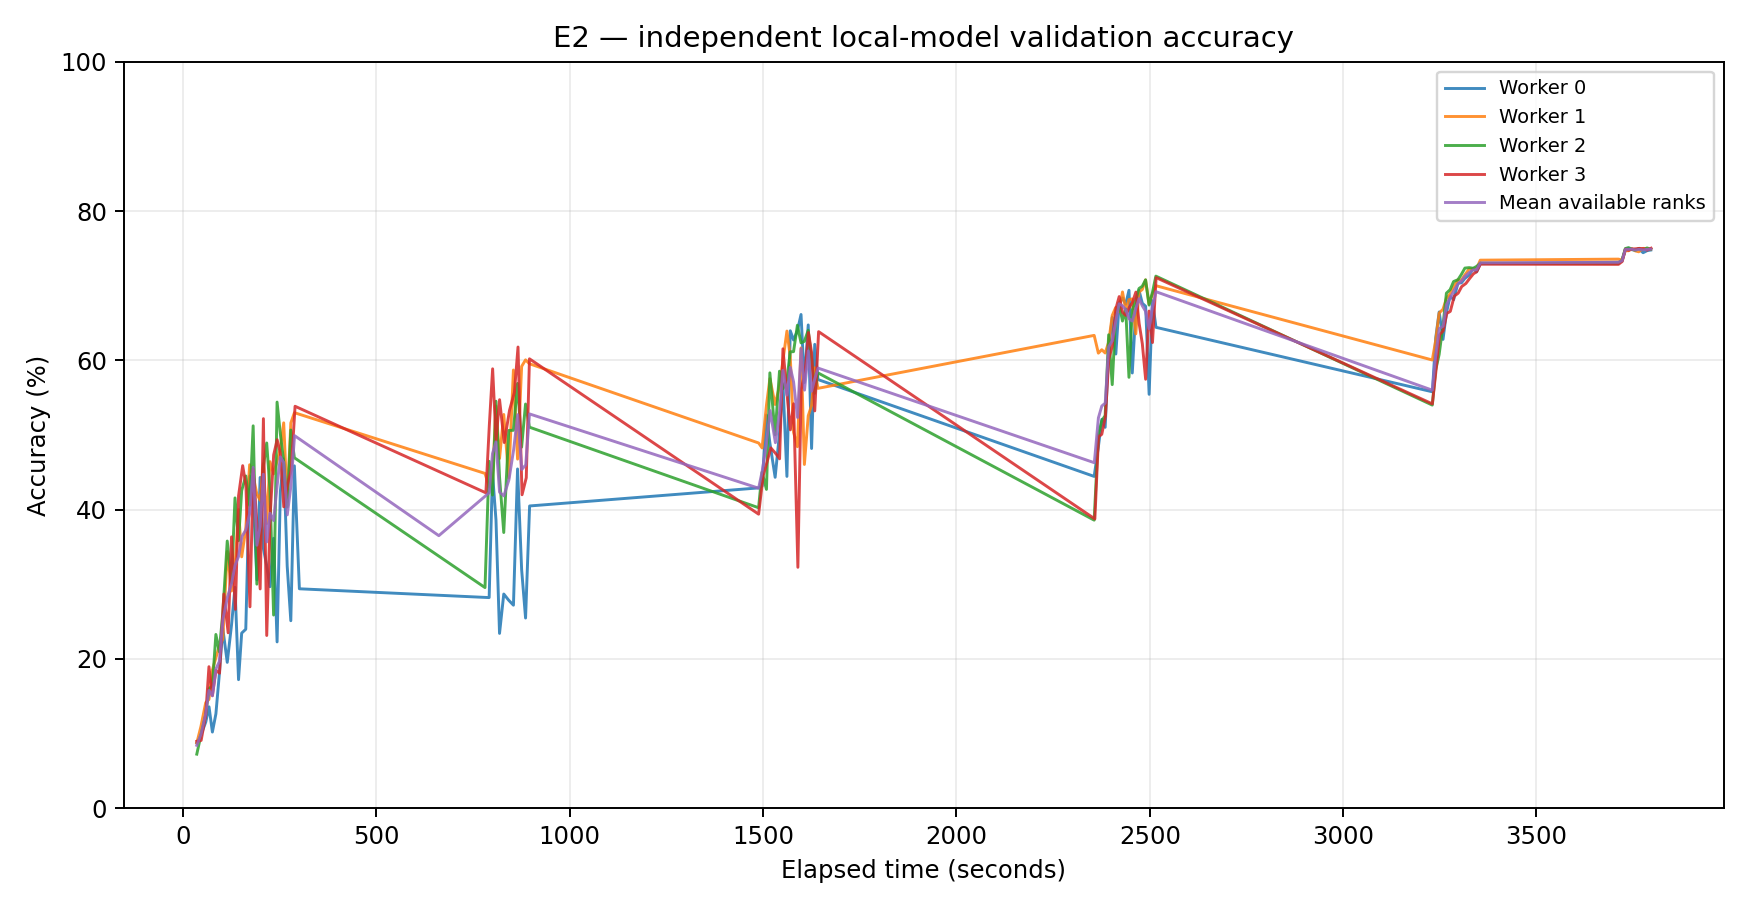 E2 — independent local-model validation accuracy
Accuracy (%)
100
80
60
40
20
0
Worker 0
Worker 1
Worker 2
Worker 3
Mean available ranks
0 500 1000 1500 2000 2500 3000 3500
Elapsed time (seconds)